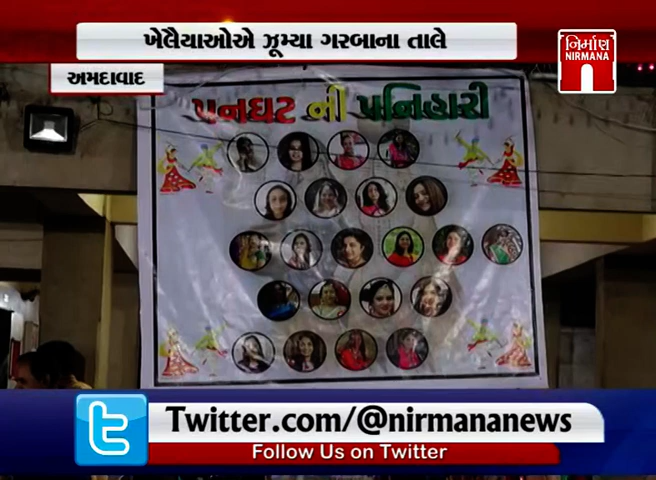 ખેલૈયાઓએ ઝૂમ્યા ગરબાના તાલે
નિર્માણ
NIRMANA
અમદાવાદ
પનઘટ ની પનિહારી
Twitter.com/@nirmananews
Follow Us on Twitter